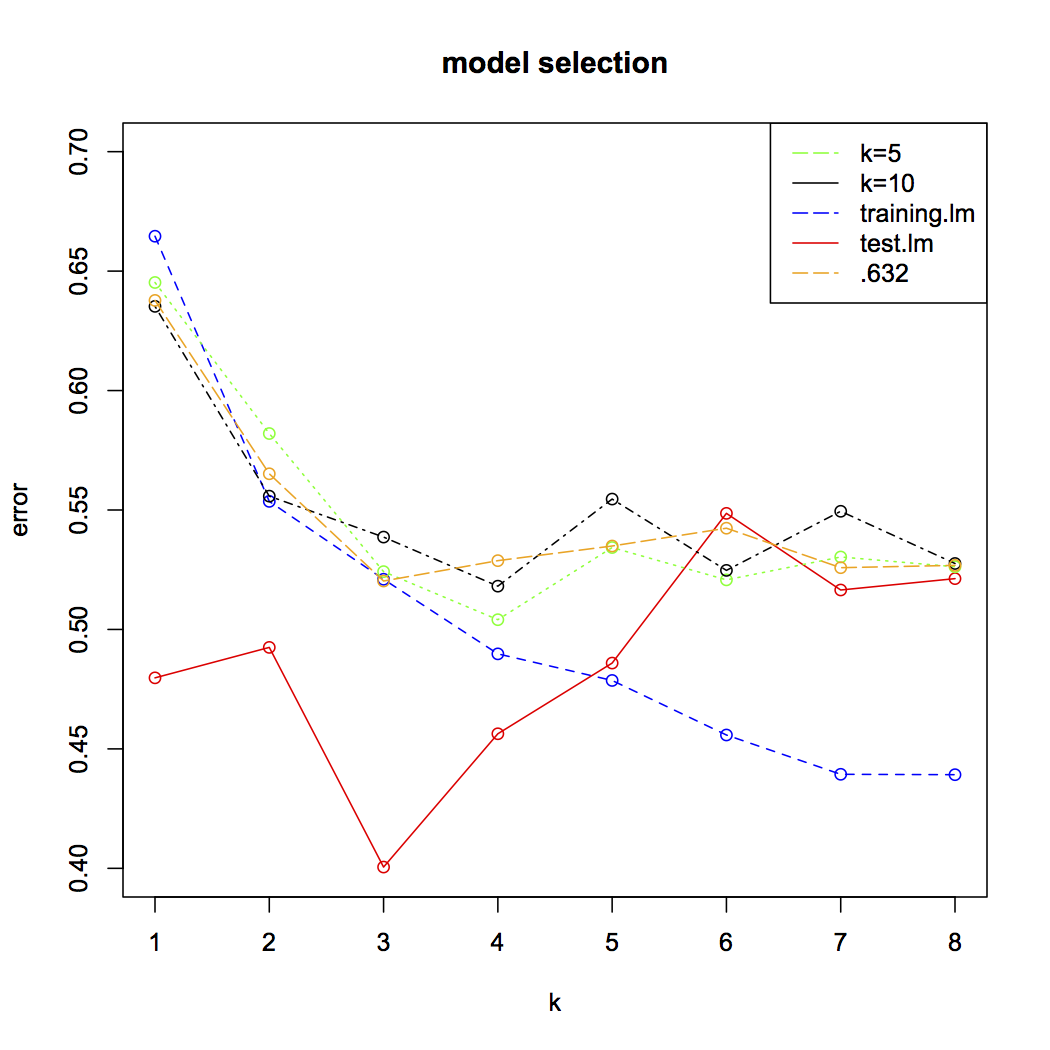 model selection
k=5
k=10
training.lm
test.lm
.632
0.70
0.65
0.60
0.55
0.50
0.45
0.40
error
1 2 3 4 5 6 7 8
k